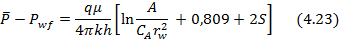 P̄ − P_wf = qμ/4πkh [ln A/C_A r_w^2 + 0,809 + 2S] (4.23)